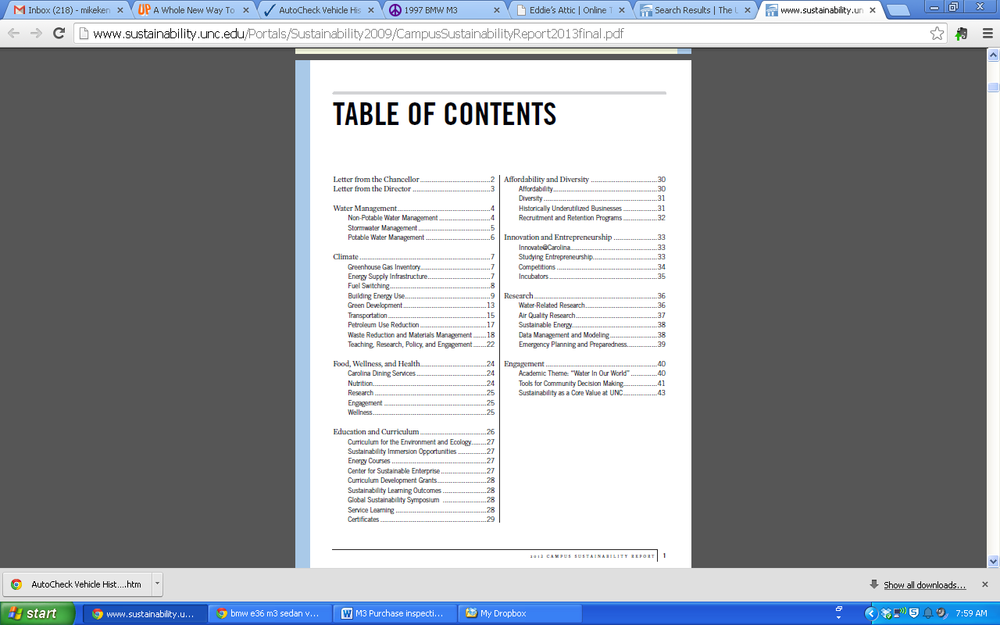 Inbox (218) - mikeken
A Whole New Way To
AutoCheck Vehicle His
1997 BMW M3
Eddie's Attic | Online T
Search Results | The U
www.sustainability.un
www.sustainability.unc.edu/Portals/Sustainability2009/CampusSustainabilityReport2013final.pdf
TABLE OF CONTENTS
Letter from the Chancellor ..... 2
Letter from the Director ..... 3
Water Management ..... 4
Non-Potable Water Management ..... 4
Stormwater Management ..... 5
Potable Water Management ..... 6
Climate ..... 7
Greenhouse Gas Inventory ..... 7
Energy Supply Infrastructure ..... 7
Fuel Switching ..... 8
Building Energy Use ..... 9
Green Development ..... 13
Transportation ..... 15
Petroleum Use Reduction ..... 17
Waste Reduction and Materials Management ..... 18
Teaching, Research, Policy, and Engagement ..... 22
Food, Wellness, and Health ..... 24
Carolina Dining Services ..... 24
Nutrition ..... 24
Research ..... 25
Engagement ..... 25
Wellness ..... 25
Education and Curriculum ..... 26
Curriculum for the Environment and Ecology ..... 27
Sustainability Immersion Opportunities ..... 27
Energy Courses ..... 27
Center for Sustainable Enterprise ..... 27
Curriculum Development Grants ..... 28
Sustainability Learning Outcomes ..... 28
Global Sustainability Symposium ..... 28
Service Learning ..... 28
Certificates ..... 29
Affordability and Diversity ..... 30
Affordability ..... 30
Diversity ..... 31
Historically Underutilized Businesses ..... 31
Recruitment and Retention Programs ..... 32
Innovation and Entrepreneurship ..... 33
Innovate@Carolina ..... 33
Studying Entrepreneurship ..... 33
Competitions ..... 34
Incubators ..... 35
Research ..... 36
Water-Related Research ..... 36
Air Quality Research ..... 37
Sustainable Energy ..... 38
Data Management and Modeling ..... 38
Emergency Planning and Preparedness ..... 39
Engagement ..... 40
Academic Theme: "Water In Our World" ..... 40
Tools for Community Decision Making ..... 41
Sustainability as a Core Value at UNC ..... 43
2013 CAMPUS SUSTAINABILITY REPORT 1
AutoCheck Vehicle Hist....htm
Show all downloads...
start
www.sustainability.u...
bmw e36 m3 sedan v...
M3 Purchase inspecti...
My Dropbox
7:59 AM